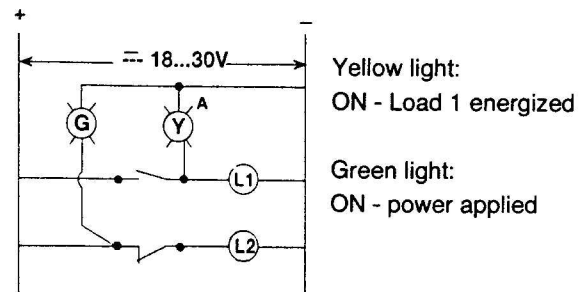 + –
⎓ 18...30V
A
G Y
L1
L2
Yellow light:
ON - Load 1 energized
Green light:
ON - power applied